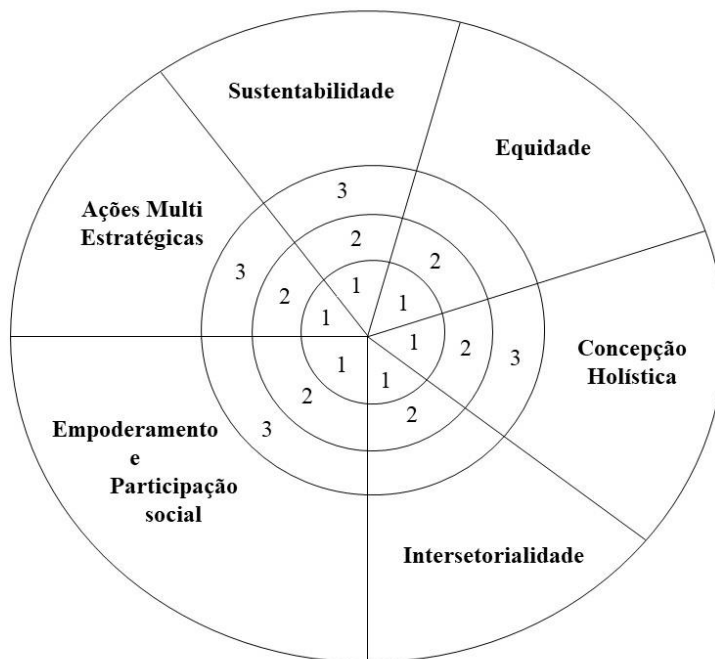 Sustentabilidade
Equidade
Ações Multi
Estratégicas
3
3
2
2
2
1
1
1
1
2
3
Concepção
Holística
1
1
2
2
3
Empoderamento
e
Participação
social
Intersetorialidade